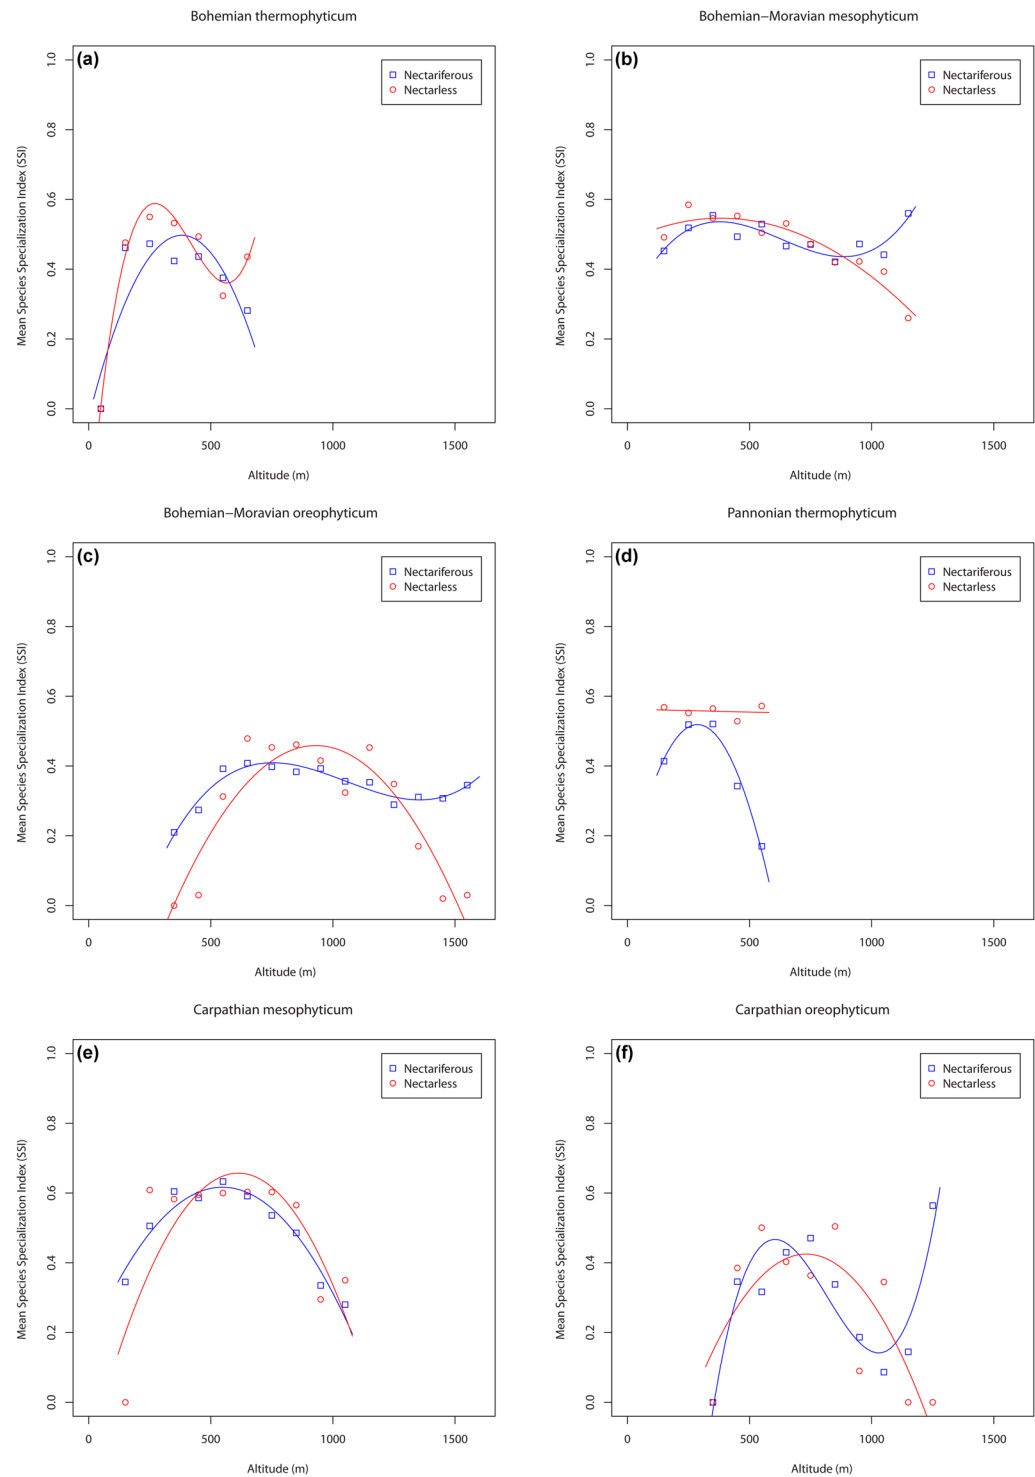 Bohemian thermophyticum
(a)
Nectariferous
Nectarless
Mean Species Specialization Index (SSI)
1.0
0.8
0.6
0.4
0.2
0.0
0 500 1000 1500
Altitude (m)
Bohemian−Moravian mesophyticum
(b)
Nectariferous
Nectarless
Mean Species Specialization Index (SSI)
1.0
0.8
0.6
0.4
0.2
0.0
0 500 1000 1500
Altitude (m)
Bohemian−Moravian oreophyticum
(c)
Nectariferous
Nectarless
Mean Species Specialization Index (SSI)
1.0
0.8
0.6
0.4
0.2
0.0
0 500 1000 1500
Altitude (m)
Pannonian thermophyticum
(d)
Nectariferous
Nectarless
Mean Species Specialization Index (SSI)
1.0
0.8
0.6
0.4
0.2
0.0
0 500 1000 1500
Altitude (m)
Carpathian mesophyticum
(e)
Nectariferous
Nectarless
Mean Species Specialization Index (SSI)
1.0
0.8
0.6
0.4
0.2
0.0
0 500 1000 1500
Altitude (m)
Carpathian oreophyticum
(f)
Nectariferous
Nectarless
Mean Species Specialization Index (SSI)
1.0
0.8
0.6
0.4
0.2
0.0
0 500 1000 1500
Altitude (m)